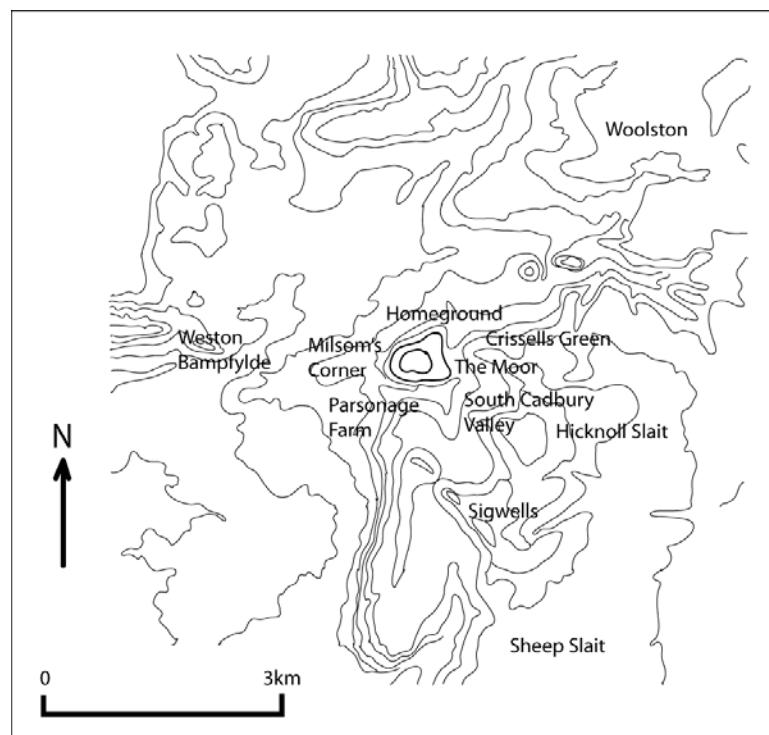 Woolston
Homeground
Weston
Bampfylde
Milsom's
Corner
Crissells Green
The Moor
Parsonage
Farm
South Cadbury
Valley
Hicknoll Slait
N
Sigwells
Sheep Slait
0 3km